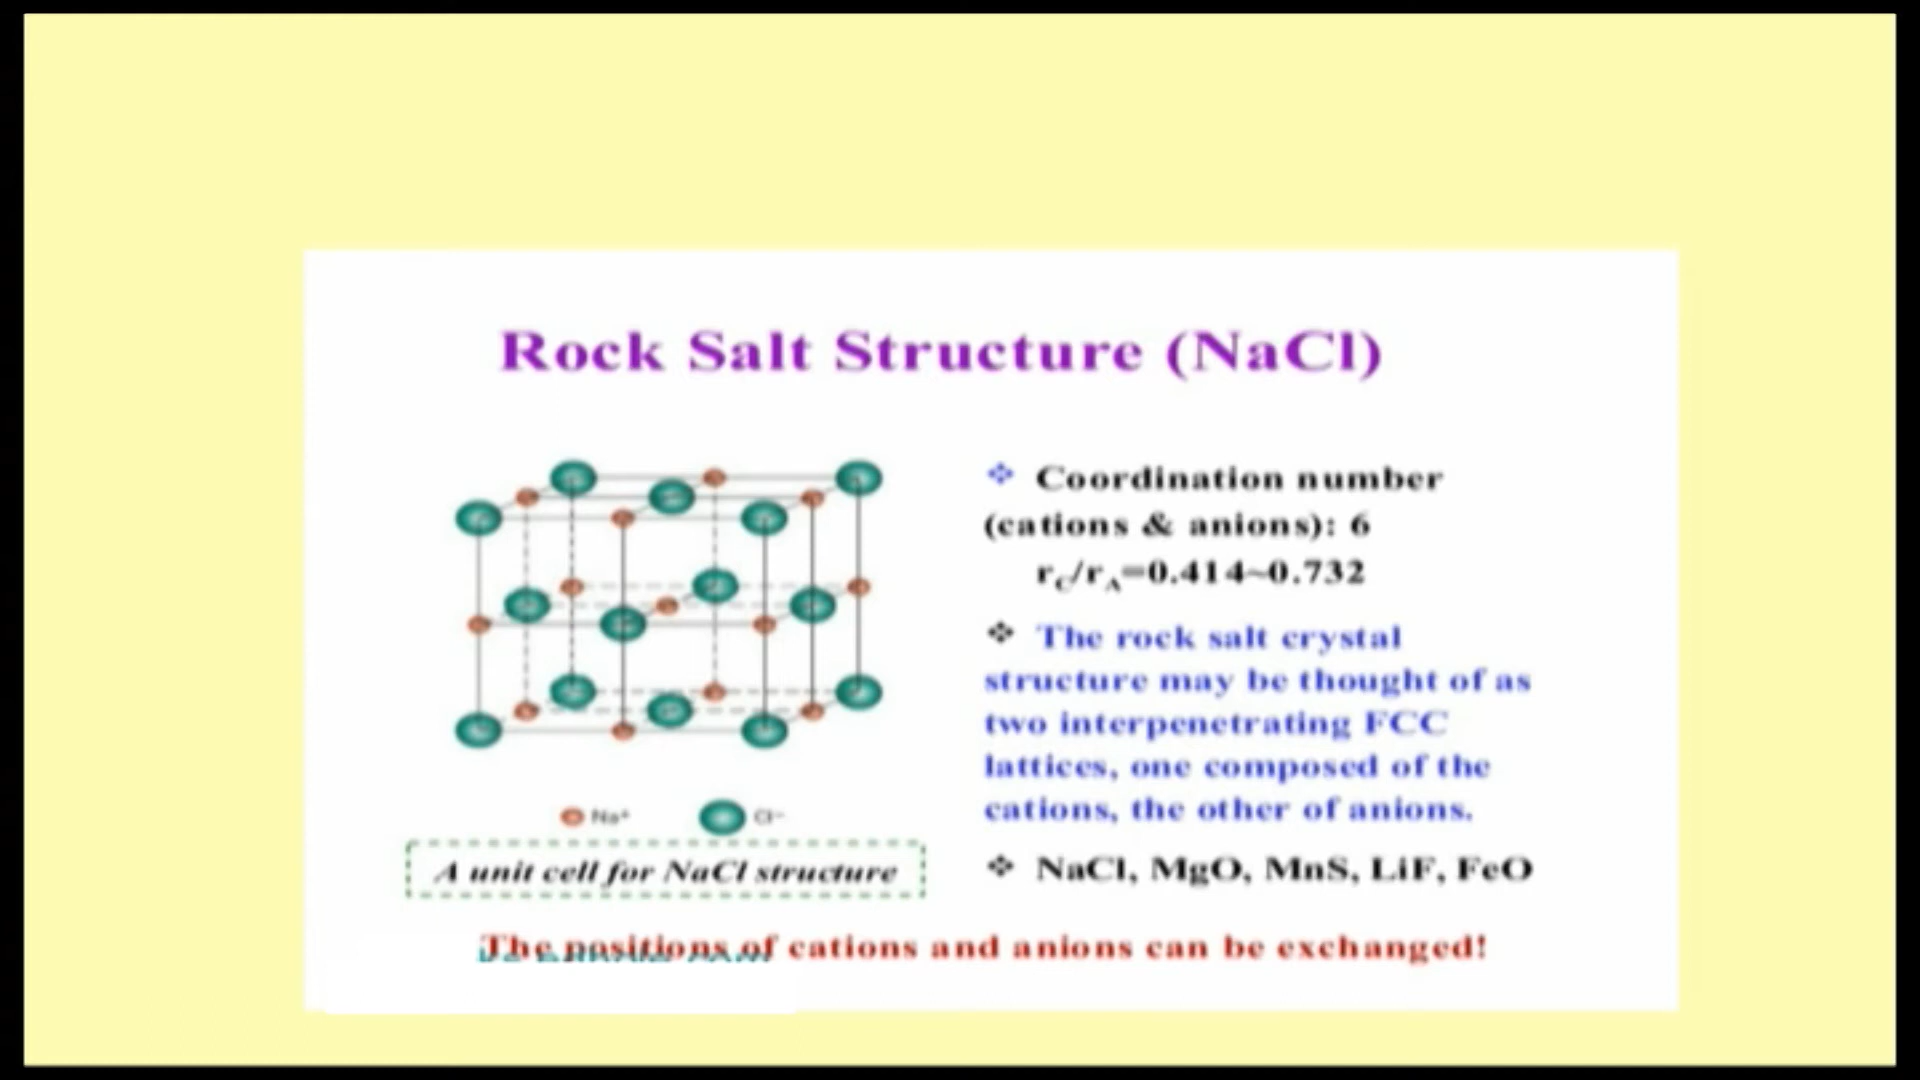 Rock Salt Structure (NaCl)
❖ Coordination number
(cations & anions): 6
rC/rA=0.414~0.732
❖ The rock salt crystal
structure may be thought of as
two interpenetrating FCC
lattices, one composed of the
cations, the other of anions.
❖ NaCl, MgO, MnS, LiF, FeO
Na⁺ Cl⁻
A unit cell for NaCl structure
The positions of cations and anions can be exchanged!